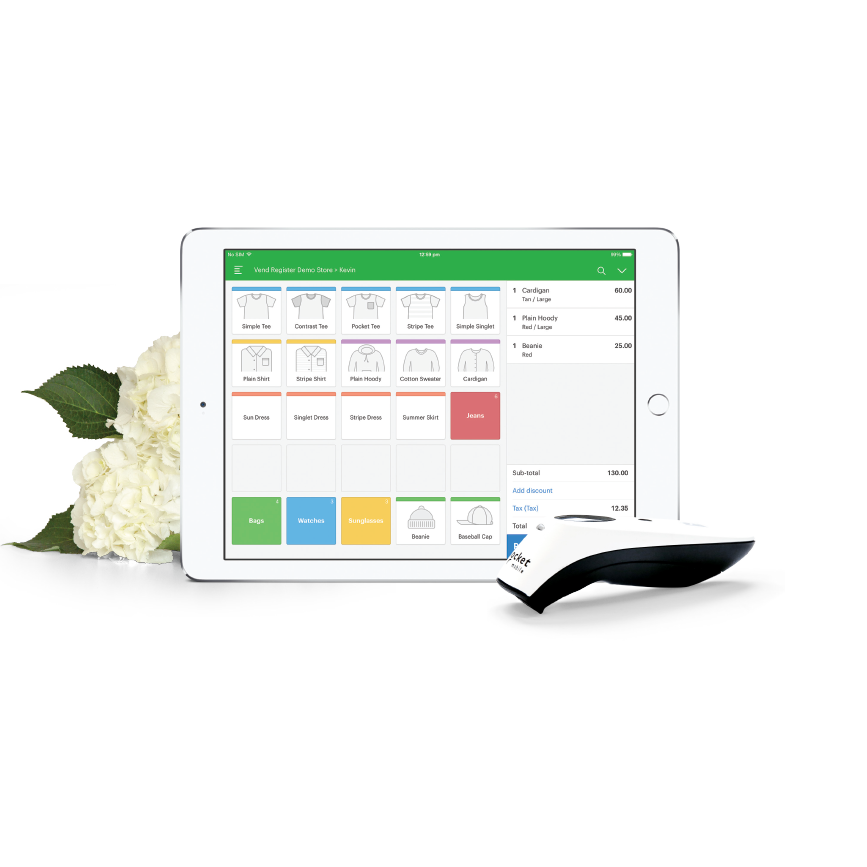 No SIM
12:59 pm
99%
Vend Register Demo Store • Kevin
Simple Tee
Contrast Tee
Pocket Tee
Stripe Tee
Simple Singlet
Plain Shirt
Stripe Shirt
Plain Hoody
Cotton Sweater
Cardigan
Sun Dress
Singlet Dress
Stripe Dress
Summer Skirt
Jeans
Bags
Watches
Sunglasses
Beanie
Baseball Cap
1 Cardigan 60.00
Tan / Large
1 Plain Hoody 45.00
Red / Large
1 Beanie 25.00
Red
Sub-total 130.00
Add discount
Tax (Tax) 12.35
Total
ocket
mobile